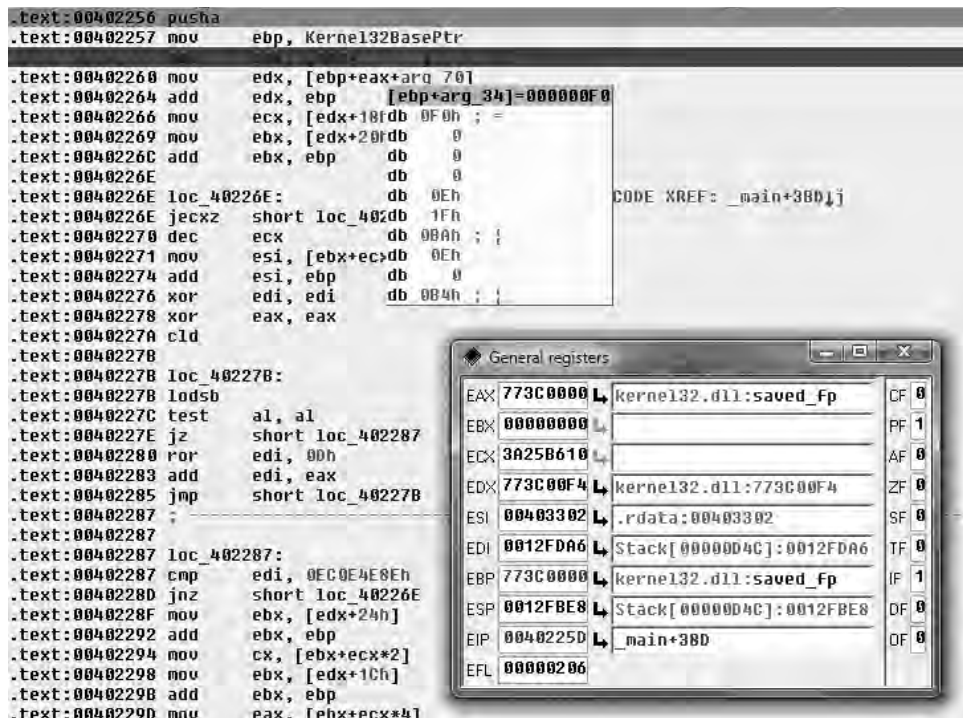 .text:00402256 pusha
.text:00402257 mov ebp, Kernel32BasePtr
.text:00402260 mov edx, [ebp+eax+arg_70]
.text:00402264 add edx, ebp
.text:00402266 mov ecx, [edx+18h
.text:00402269 mov ebx, [edx+20h
.text:0040226C add ebx, ebp
.text:0040226E
.text:0040226E loc_40226E: CODE XREF: _main+3BD↓j
.text:0040226E jecxz short loc_402
.text:00402270 dec ecx
.text:00402271 mov esi, [ebx+ecx
.text:00402274 add esi, ebp
.text:00402276 xor edi, edi
.text:00402278 xor eax, eax
.text:0040227A cld
.text:0040227B
.text:0040227B loc_40227B:
.text:0040227B lodsb
.text:0040227C test al, al
.text:0040227E jz short loc_402287
.text:00402280 ror edi, 0Dh
.text:00402283 add edi, eax
.text:00402285 jmp short loc_40227B
.text:00402287 ;
.text:00402287
.text:00402287 loc_402287:
.text:00402287 cmp edi, 0EC0E4E8Eh
.text:0040228D jnz short loc_40226E
.text:0040228F mov ebx, [edx+24h]
.text:00402292 add ebx, ebp
.text:00402294 mov cx, [ebx+ecx*2]
.text:00402298 mov ebx, [edx+1Ch]
.text:0040229B add ebx, ebp
.text:0040229D mov eax, [ebx+ecx*4]
[ebp+arg_34]=000000F0
db 0F0h ; =
db 0
db 0
db 0
db 0Eh
db 1Fh
db 0BAh ; ¦
db 0Eh
db 0
db 0B4h ; ¦
General registers
EAX 773C0000 kernel32.dll:saved_fp CF 0
EBX 00000000 PF 1
ECX 3A25B610 AF 0
EDX 773C00F4 kernel32.dll:773C00F4 ZF 0
ESI 00403302 .rdata:00403302 SF 0
EDI 0012FDA6 Stack[00000D4C]:0012FDA6 TF 0
EBP 773C0000 kernel32.dll:saved_fp IF 1
ESP 0012FBE8 Stack[00000D4C]:0012FBE8 DF 0
EIP 0040225D _main+3BD OF 0
EFL 00000206